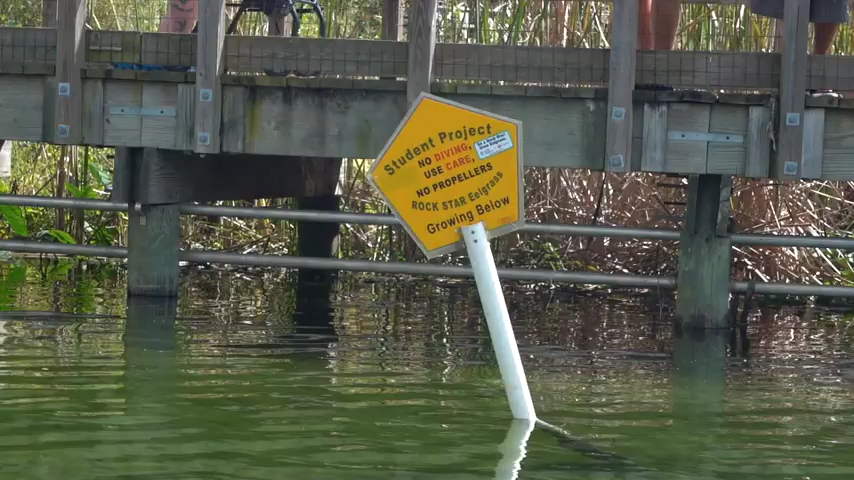 Student Project
NO DIVING.
USE CARE,
NO PROPELLERS
ROCK STAR Eelgrass
Growing Below